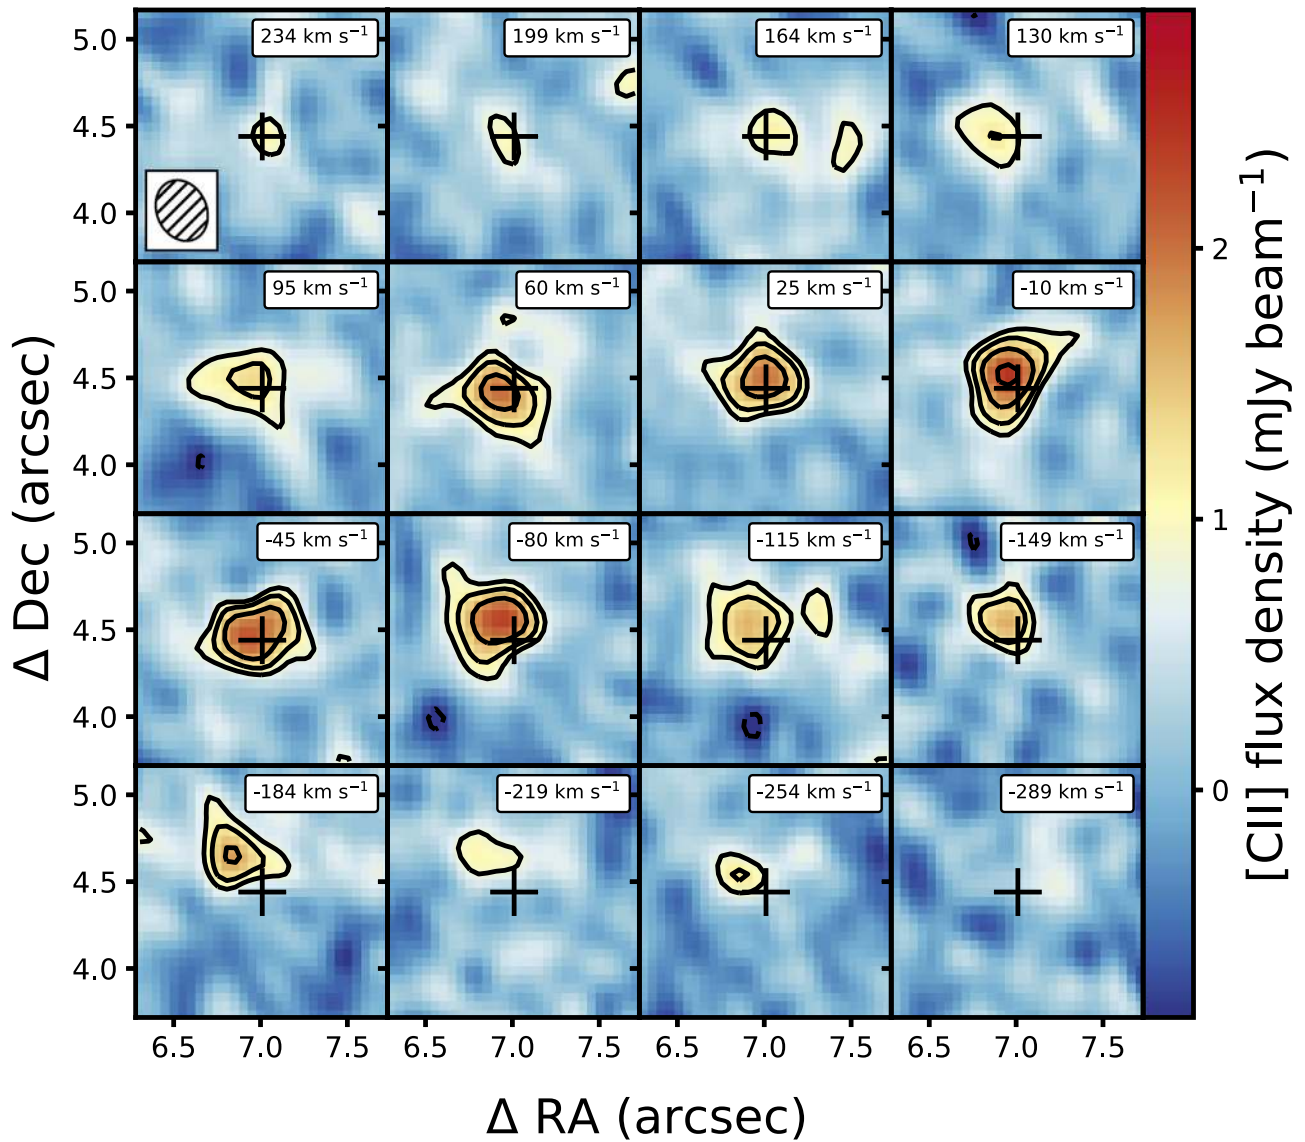 5.0
4.5
4.0
234 km s⁻¹
199 km s⁻¹
164 km s⁻¹
130 km s⁻¹
5.0
4.5
4.0
95 km s⁻¹
60 km s⁻¹
25 km s⁻¹
-10 km s⁻¹
5.0
4.5
4.0
-45 km s⁻¹
-80 km s⁻¹
-115 km s⁻¹
-149 km s⁻¹
5.0
4.5
4.0
-184 km s⁻¹
-219 km s⁻¹
-254 km s⁻¹
-289 km s⁻¹
6.5 7.0 7.5 6.5 7.0 7.5 6.5 7.0 7.5 6.5 7.0 7.5
Δ RA (arcsec)
Δ Dec (arcsec)
2
1
0
[CII] flux density (mJy beam⁻¹)